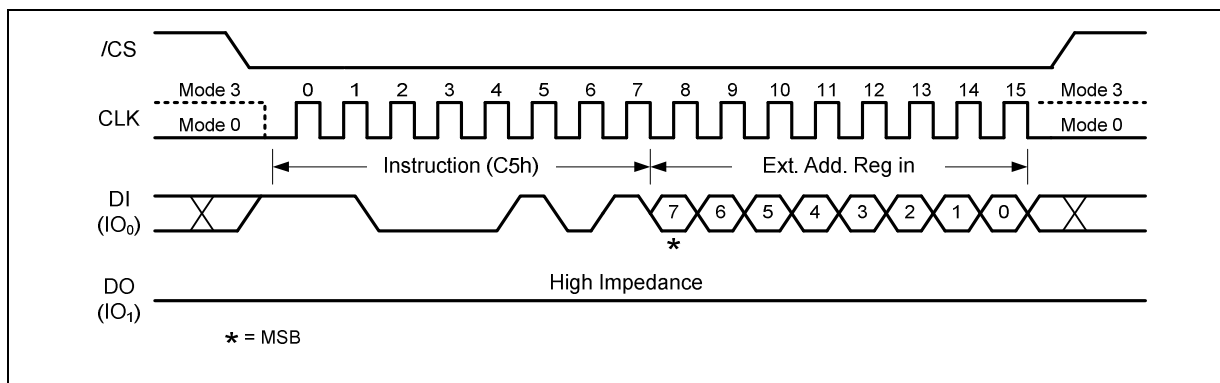 /CS
Mode 3 0 1 2 3 4 5 6 7 8 9 10 11 12 13 14 15 Mode 3
CLK
Mode 0 Mode 0
Instruction (C5h) Ext. Add. Reg in
DI
(IO₀)
7 6 5 4 3 2 1 0
*
High Impedance
DO
(IO₁)
* = MSB